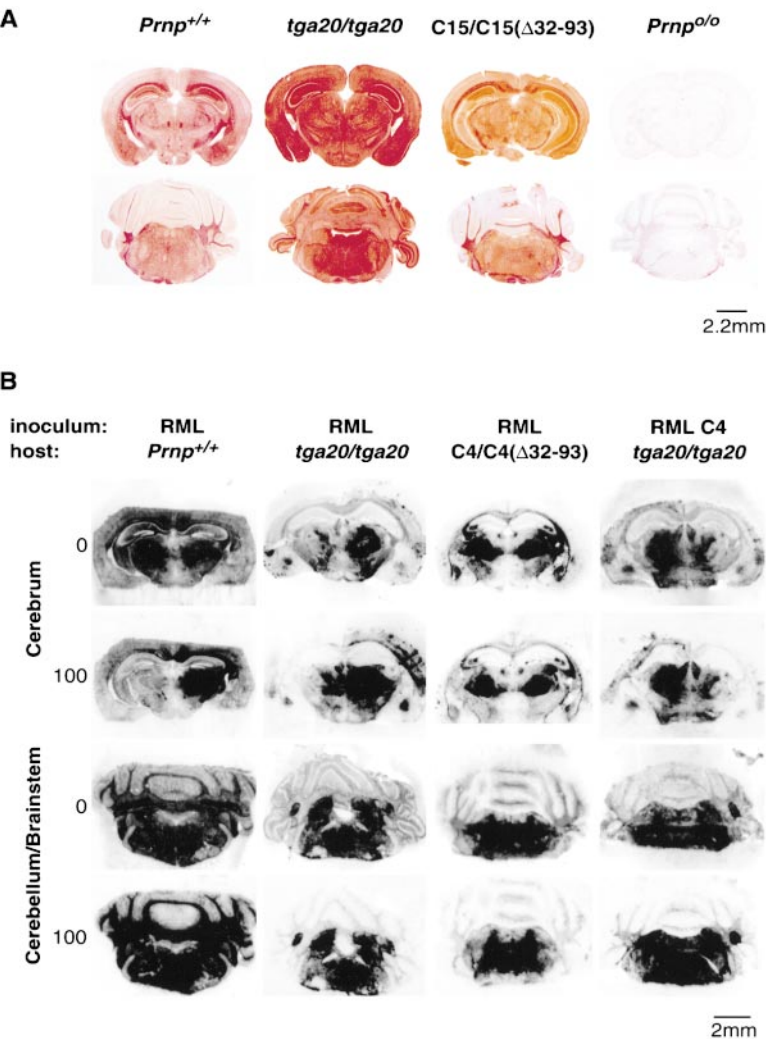 A
Prnp+/+ tga20/tga20 C15/C15(Δ32-93) Prnpo/o
2.2mm
B
inoculum: RML RML RML RML C4
host: Prnp+/+ tga20/tga20 C4/C4(Δ32-93) tga20/tga20
Cerebrum
0
100
Cerebellum/Brainstem
0
100
2mm